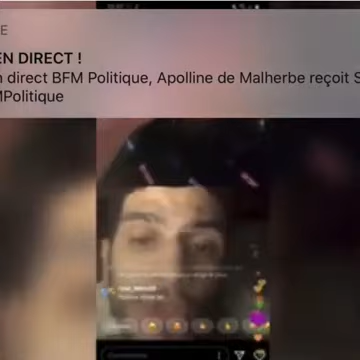 E
EN DIRECT !
n direct BFM Politique, Apolline de Malherbe reçoit S
MPolitique